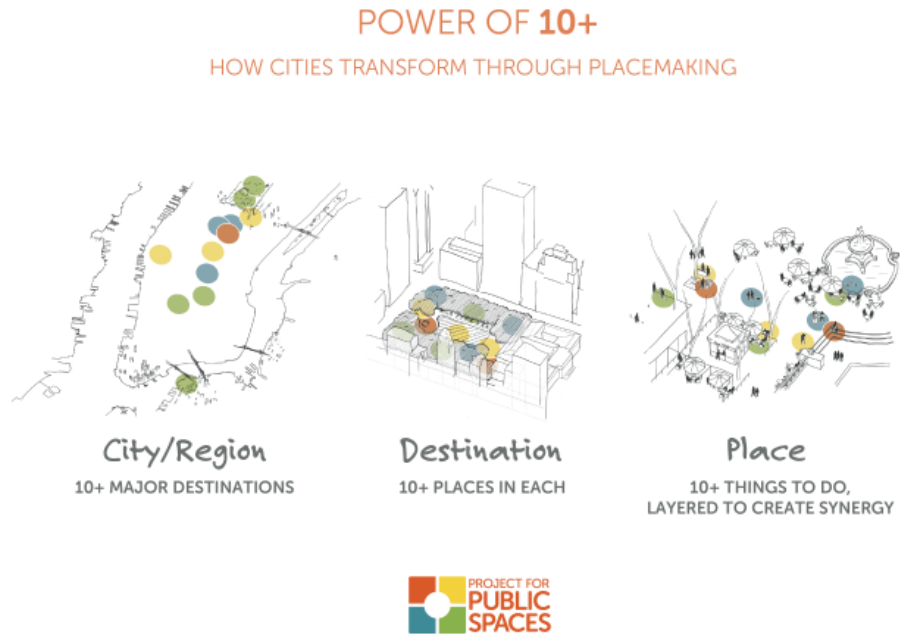 POWER OF 10+
HOW CITIES TRANSFORM THROUGH PLACEMAKING
City/Region
10+ MAJOR DESTINATIONS
Destination
10+ PLACES IN EACH
Place
10+ THINGS TO DO,
LAYERED TO CREATE SYNERGY
PROJECT FOR
PUBLIC
SPACES